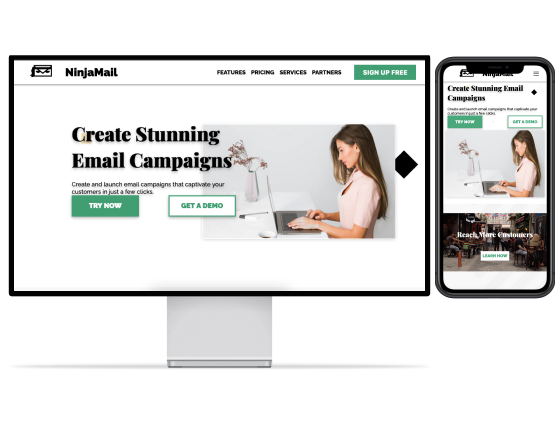 NinjaMail
FEATURES PRICING SERVICES PARTNERS
SIGN UP FREE
Create Stunning
Email Campaigns
Create and launch email campaigns that captivate your
customers in just a few clicks.
TRY NOW
GET A DEMO
NinjaMail
Create Stunning Email
Campaigns
Create and launch email campaigns that captivate your
customers in just a few clicks.
TRY NOW
GET A DEMO
Reach More Customers
LEARN NOW